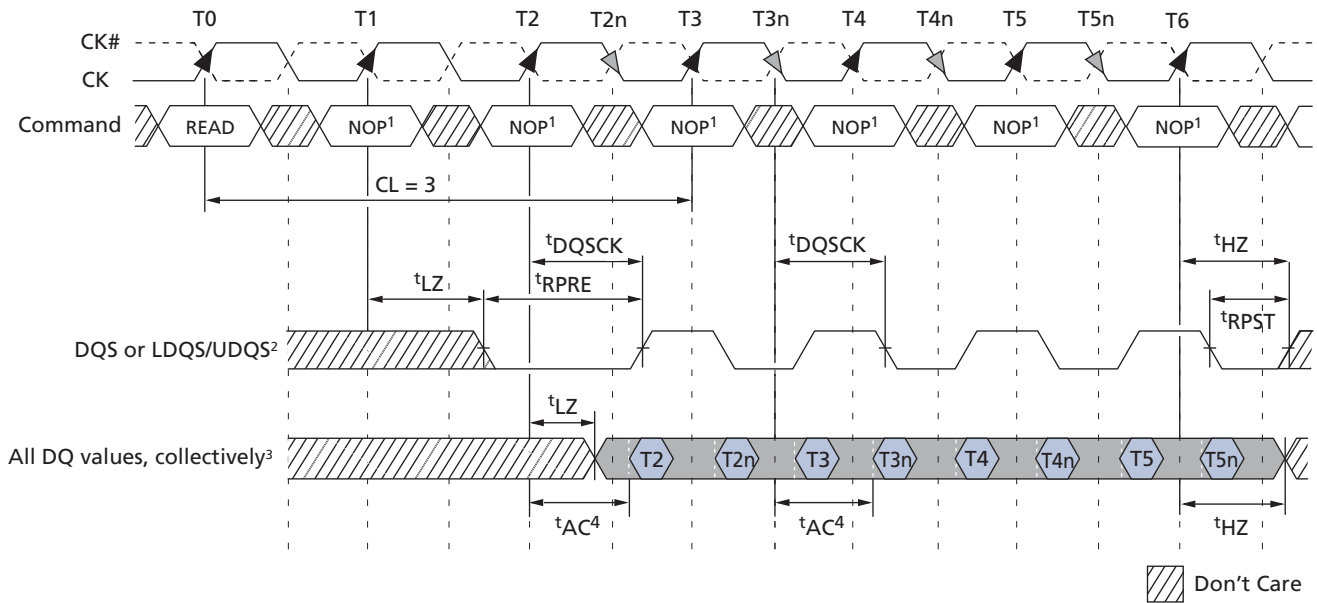 T0 T1 T2 T2n T3 T3n T4 T4n T5 T5n T6
CK#
CK
Command READ NOP¹ NOP¹ NOP¹ NOP¹ NOP¹ NOP¹
CL = 3
tDQSCK tDQSCK tHZ
tLZ tRPRE
tRPST
DQS or LDQS/UDQS²
tLZ
All DQ values, collectively³ T2 T2n T3 T3n T4 T4n T5 T5n
tAC⁴ tAC⁴ tHZ
Don't Care